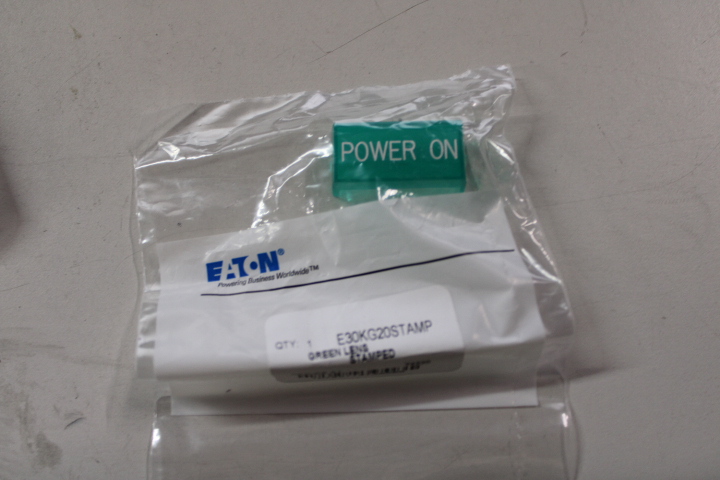 POWER ON
EATON®
Powering Business Worldwide™
QTY: 1 E30KG20STAMP
GREEN LENS
STAMPED